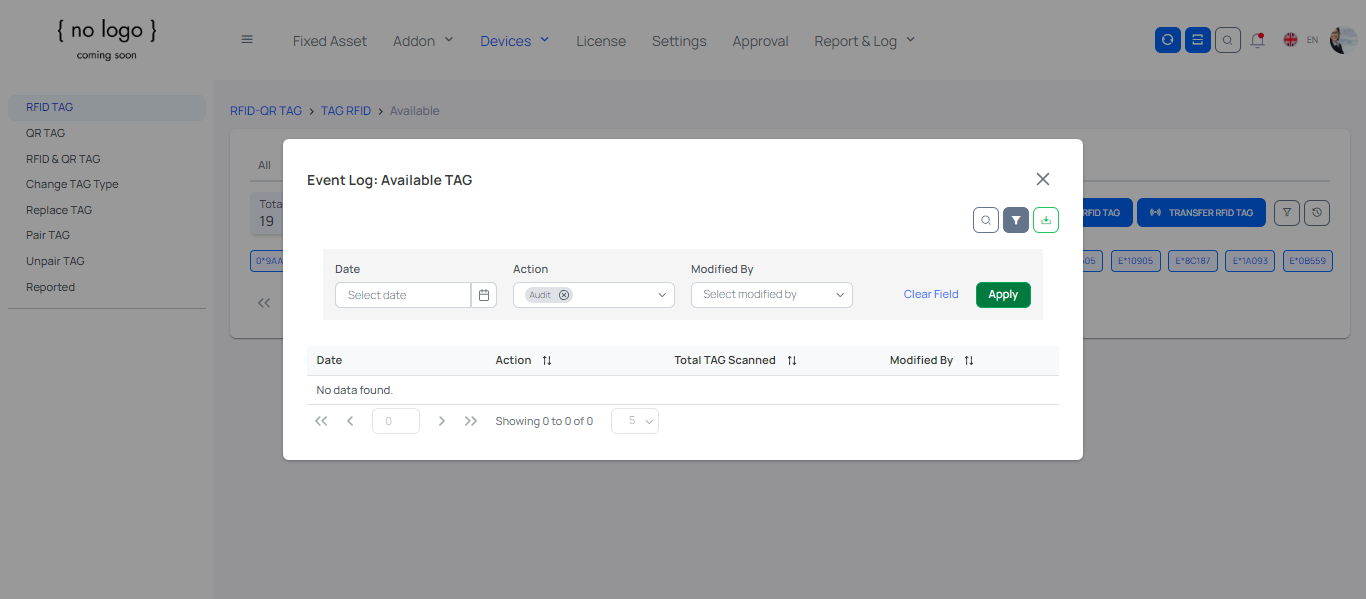 { no logo }
coming soon
Fixed Asset
Addon
Devices
License
Settings
Approval
Report & Log
EN
RFID TAG
QR TAG
RFID & QR TAG
Change TAG Type
Replace TAG
Pair TAG
Unpair TAG
Reported
RFID-QR TAG > TAG RFID > Available
All
Tota
19
RFID TAG
TRANSFER RFID TAG
0*9AA
E*10905
E*8C187
E*1A093
E*0B559
Event Log: Available TAG
Date
Action
Modified By
Select date
Audit
Select modified by
Clear Field
Apply
Date
Action
Total TAG Scanned
Modified By
No data found.
0
Showing 0 to 0 of 0
5